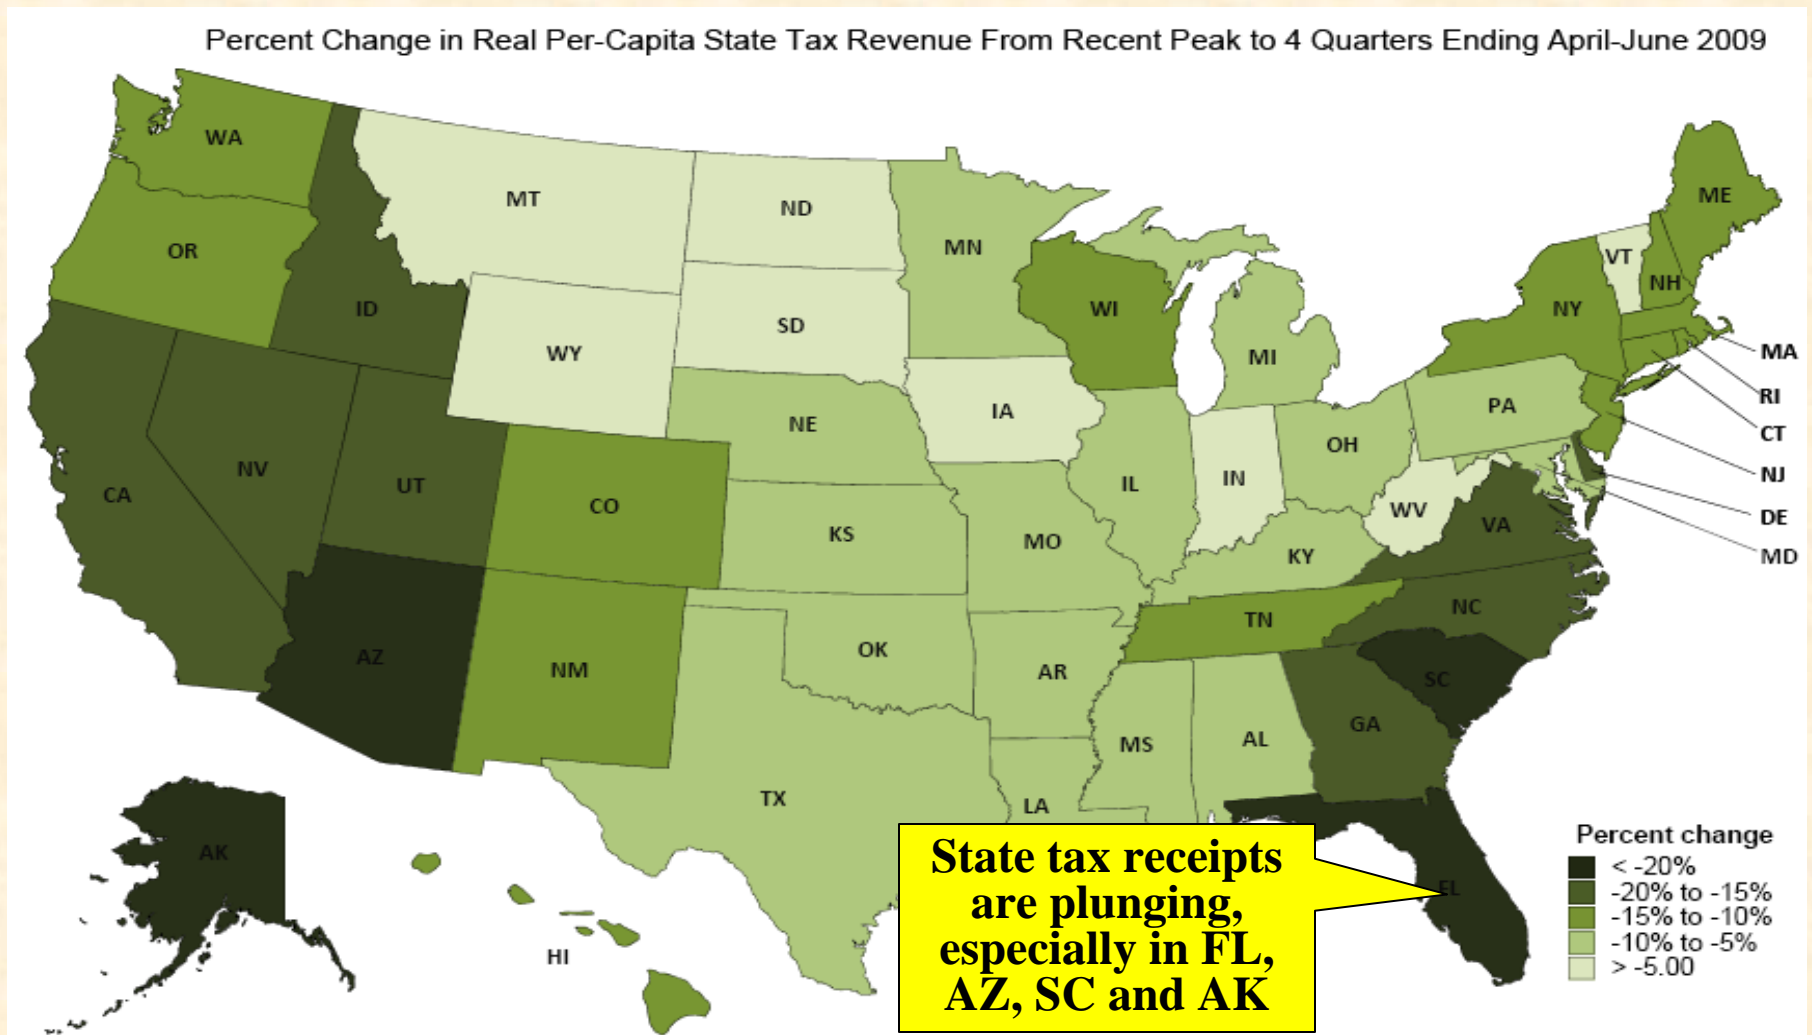 Percent Change in Real Per-Capita State Tax Revenue From Recent Peak to 4 Quarters Ending April-June 2009
WA
MT
ND
MN
ME
OR
VT
NH
ID
SD
WI
NY
WY
MI
MA
IA
PA
RI
NE
OH
CT
NV
UT
IN
NJ
CA
CO
IL
WV
DE
KS
MO
VA
KY
MD
NC
TN
AZ
NM
OK
AR
SC
GA
MS
AL
TX
LA
AK
HI
FL
State tax receipts
are plunging,
especially in FL,
AZ, SC and AK
Percent change
< -20%
-20% to -15%
-15% to -10%
-10% to -5%
> -5.00